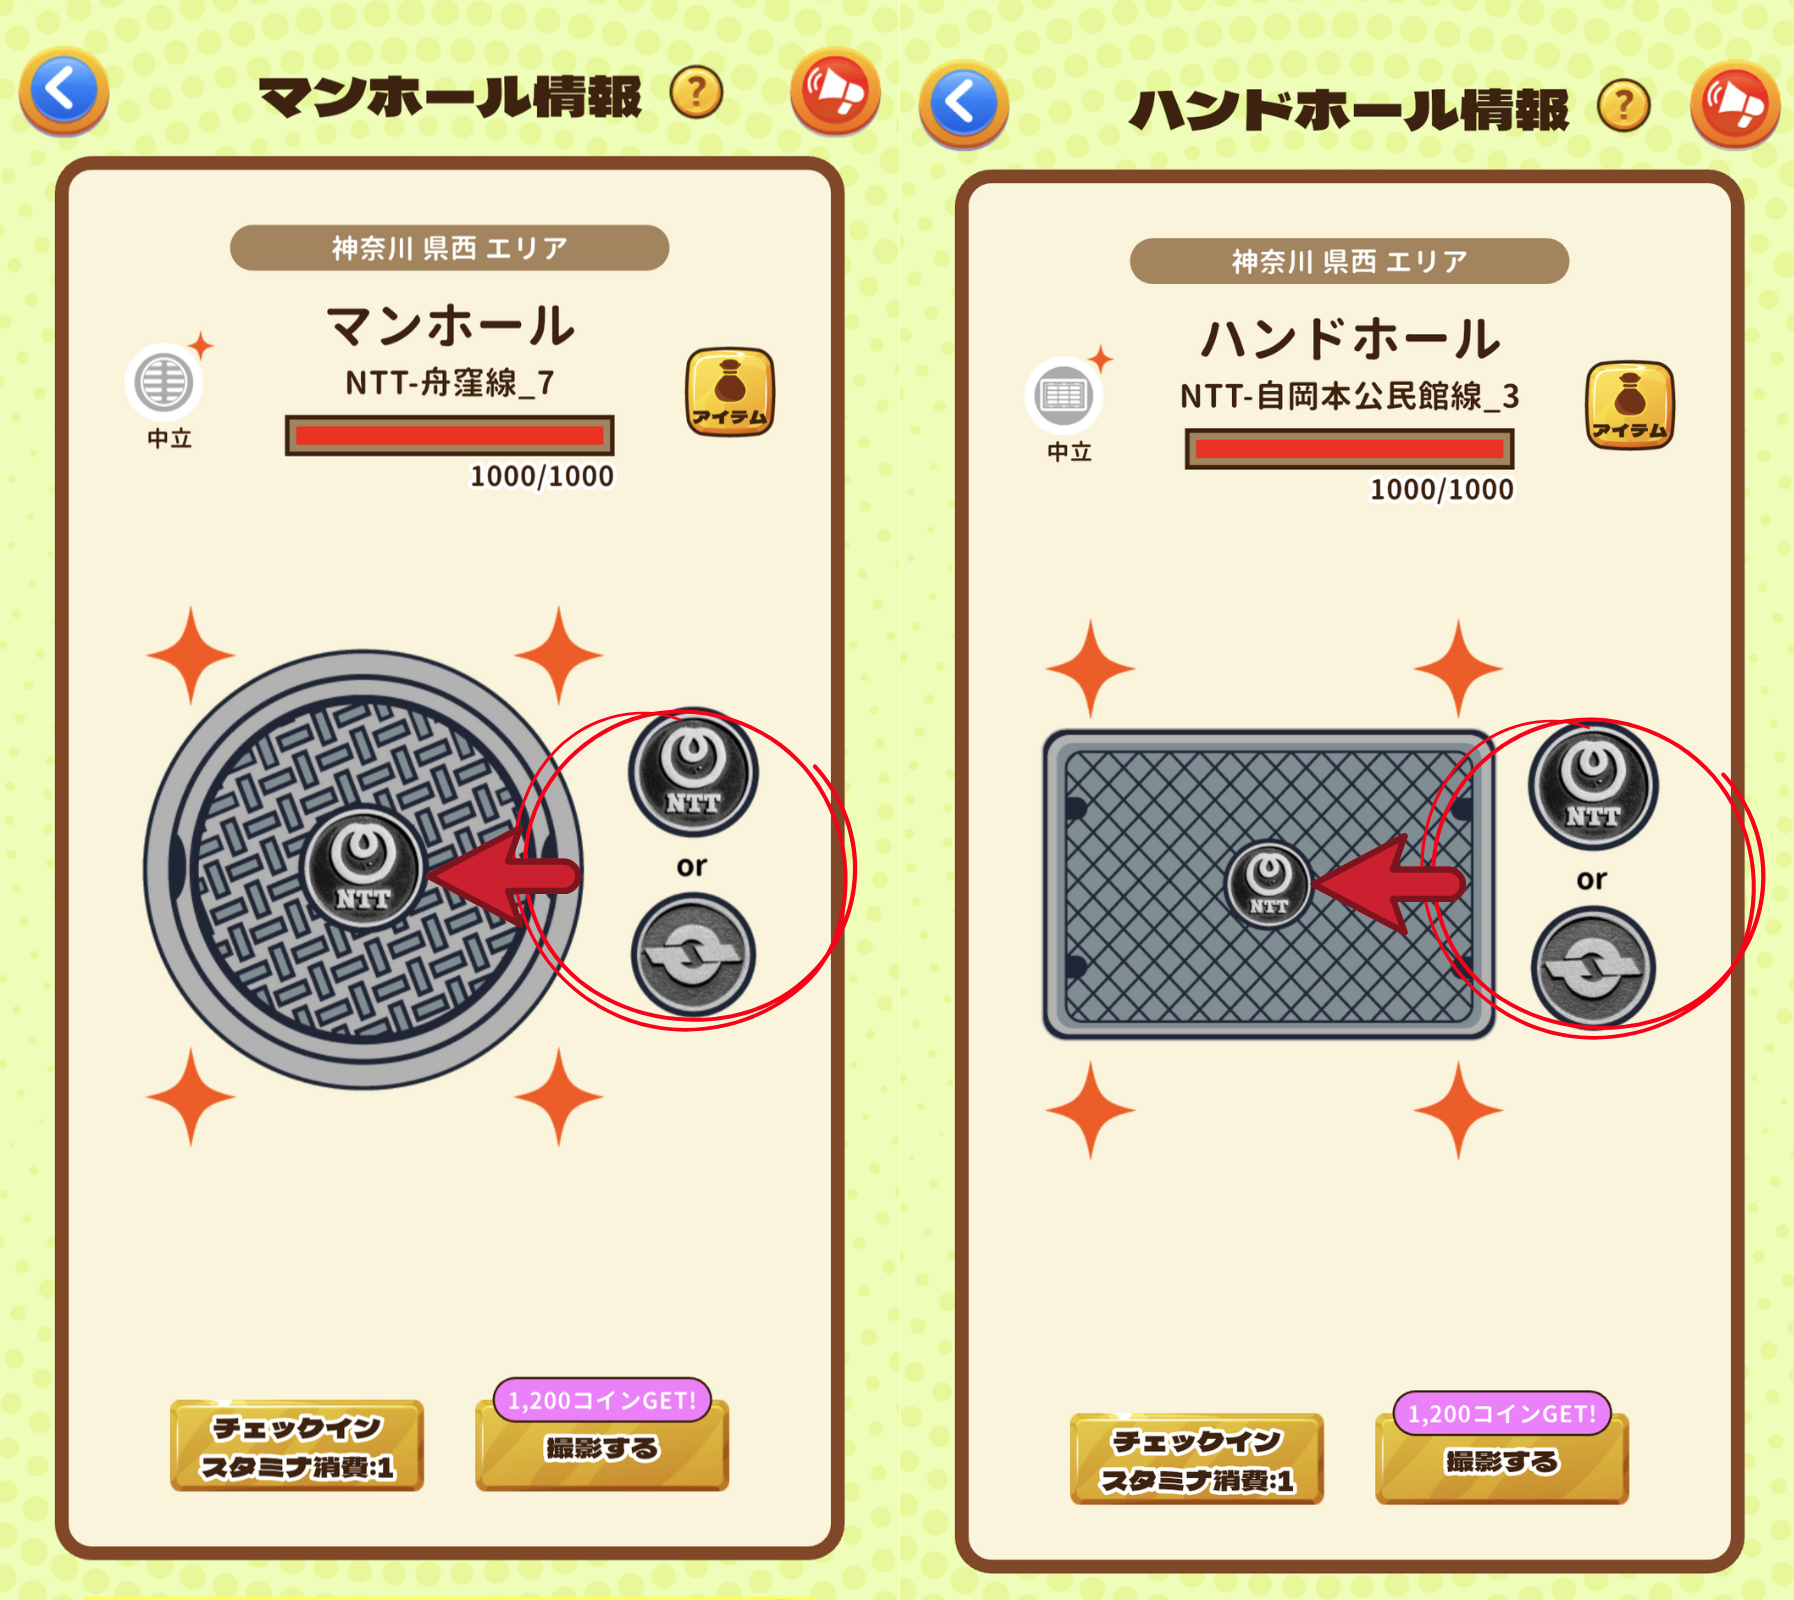 マンホール情報 ?
神奈川 県西 エリア
マンホール
NTT-舟窪線_7
中立
アイテム
1000/1000
NTT
NTT
or
1,200コインGET!
チェックイン
スタミナ消費:1
撮影する
ハンドホール情報 ?
神奈川 県西 エリア
ハンドホール
NTT-自岡本公民館線_3
中立
アイテム
1000/1000
NTT
NTT
or
1,200コインGET!
チェックイン
スタミナ消費:1
撮影する